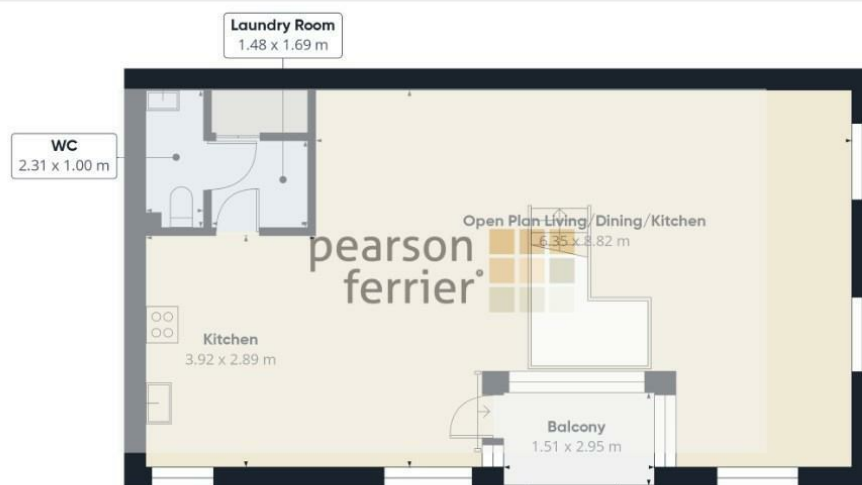 Laundry Room
1.48 x 1.69 m
WC
2.31 x 1.00 m
Open Plan Living/Dining/Kitchen
6.35 x 8.82 m
pearson
ferrier
Kitchen
3.92 x 2.89 m
Balcony
1.51 x 2.95 m